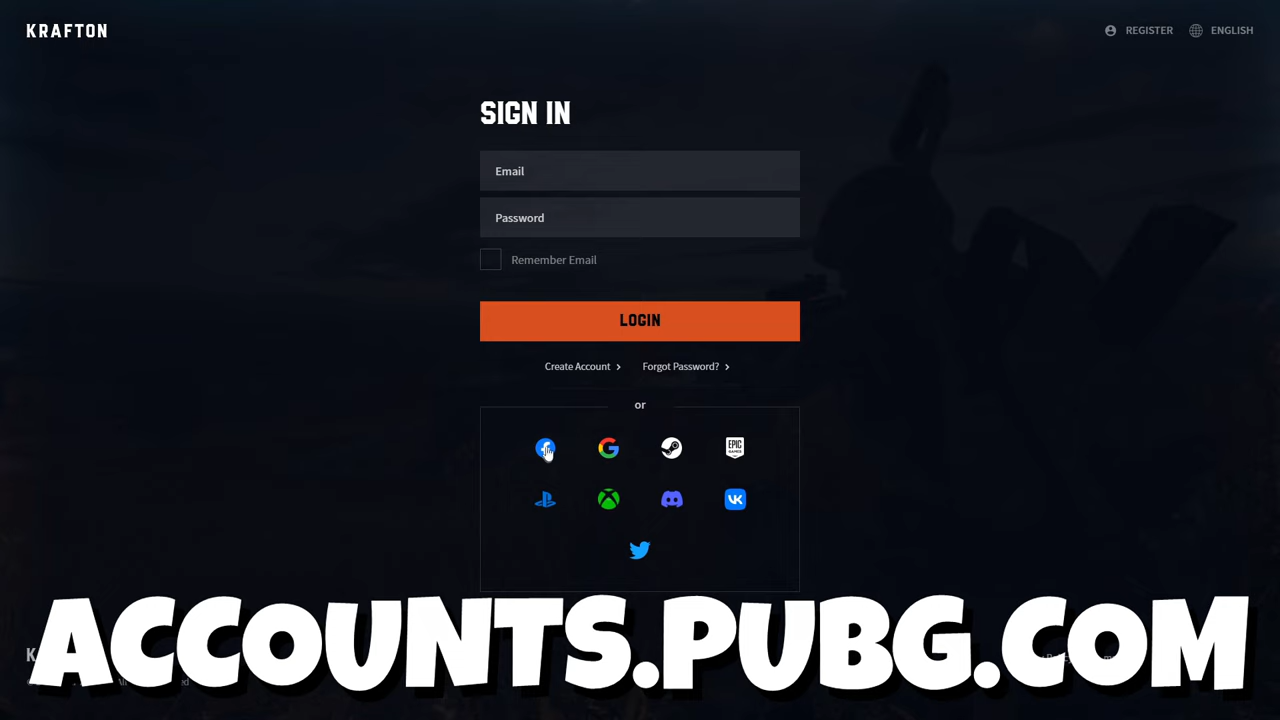 KRAFTON
REGISTER
ENGLISH
SIGN IN
Email
Password
Remember Email
LOGIN
Create Account
Forgot Password?
or
EPIC
GAMES
VK
ACCOUNTS.PUBG.COM